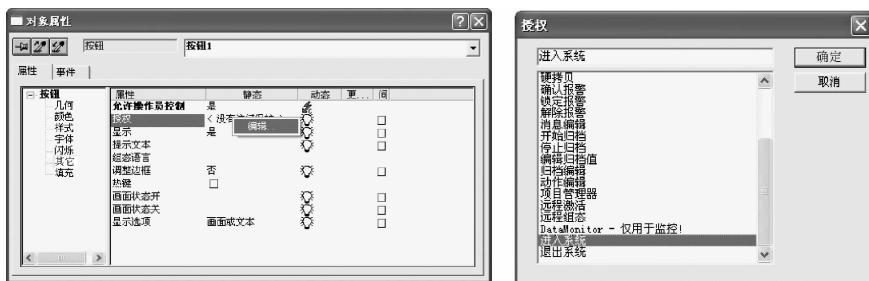 对象属性
按钮 按钮1
属性 事件
按钮
几何
颜色
样式
字体
闪烁
其它
填充
属性 静态 动态 更... 间
允许操作员控制 是
授权 <没有
编辑...
显示 是
提示文本
组态语言
调整边框 否
热键
画面状态开
画面状态关
显示选项 画面或文本
授权
进入系统
确定
取消
硬拷贝
确认报警
锁定报警
解除报警
消息编辑
开始归档
停止归档
编辑归档值
归档编辑
动作编辑
项目管理器
远程激活
远程组态
DataMonitor - 仅用于监控!
进入系统
退出系统